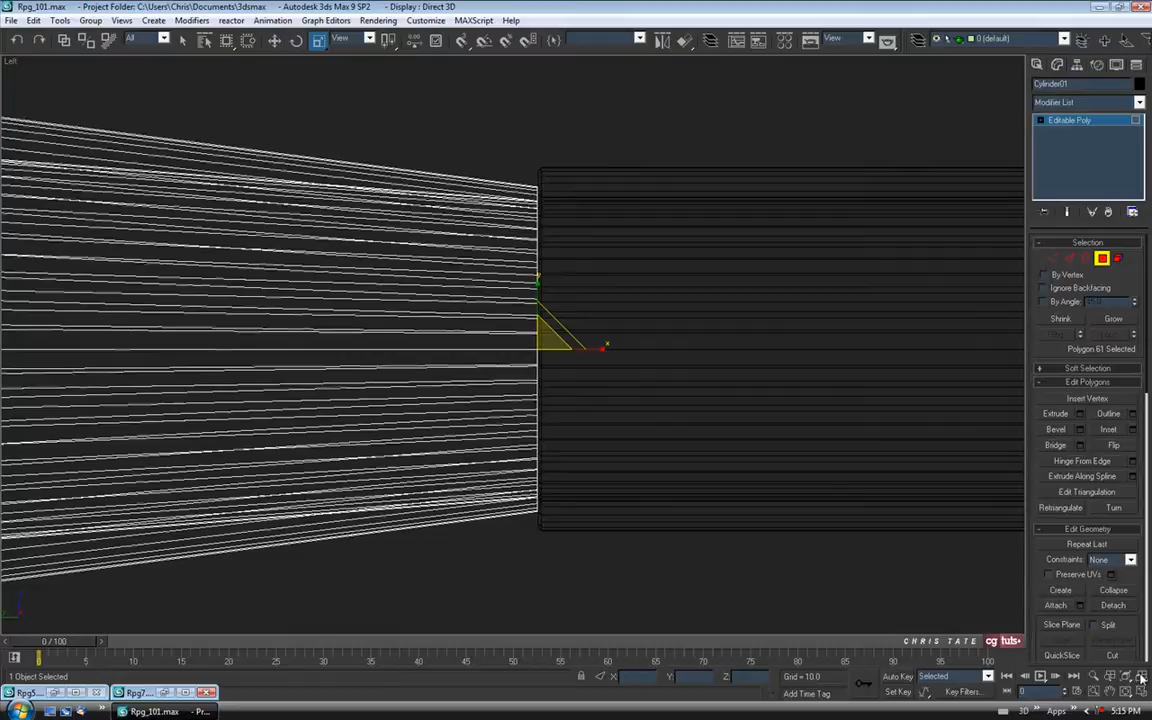 Rpg_101.max - Project Folder: C:\Users\Chris\Documents\3dsmax - Autodesk 3ds Max 9 SP2 - Display : Direct 3D
File Edit Tools Group Views Create Modifiers reactor Animation Graph Editors Rendering Customize MAXScript Help
All View View 0 (default)
Left
Cylinder01
Modifier List
Editable Poly
Selection
By Vertex
Ignore Backfacing
By Angle:
Shrink Grow
Polygon 61 Selected
Soft Selection
Edit Polygons
Insert Vertex
Extrude Outline
Bevel Inset
Bridge Flip
Hinge From Edge
Extrude Along Spline
Edit Triangulation
Retriangulate Turn
Edit Geometry
Repeat Last
Constraints: None
Preserve UVs
Create Collapse
Attach Detach
Slice Plane Split
QuickSlice Cut
y
x
CHRIS TATE cg tuts+
0 / 100
5 10 15 20 25 30 35 40 45 50 55 60 65 70 75 80 85 90 95 100
1 Object Selected X: Y: Z: Grid = 10.0 Auto Key Selected
Add Time Tag Set Key Key Filters... 0
Rpg5... Rpg7...
Rpg_101.max - Pr... 3D Apps 5:15 PM